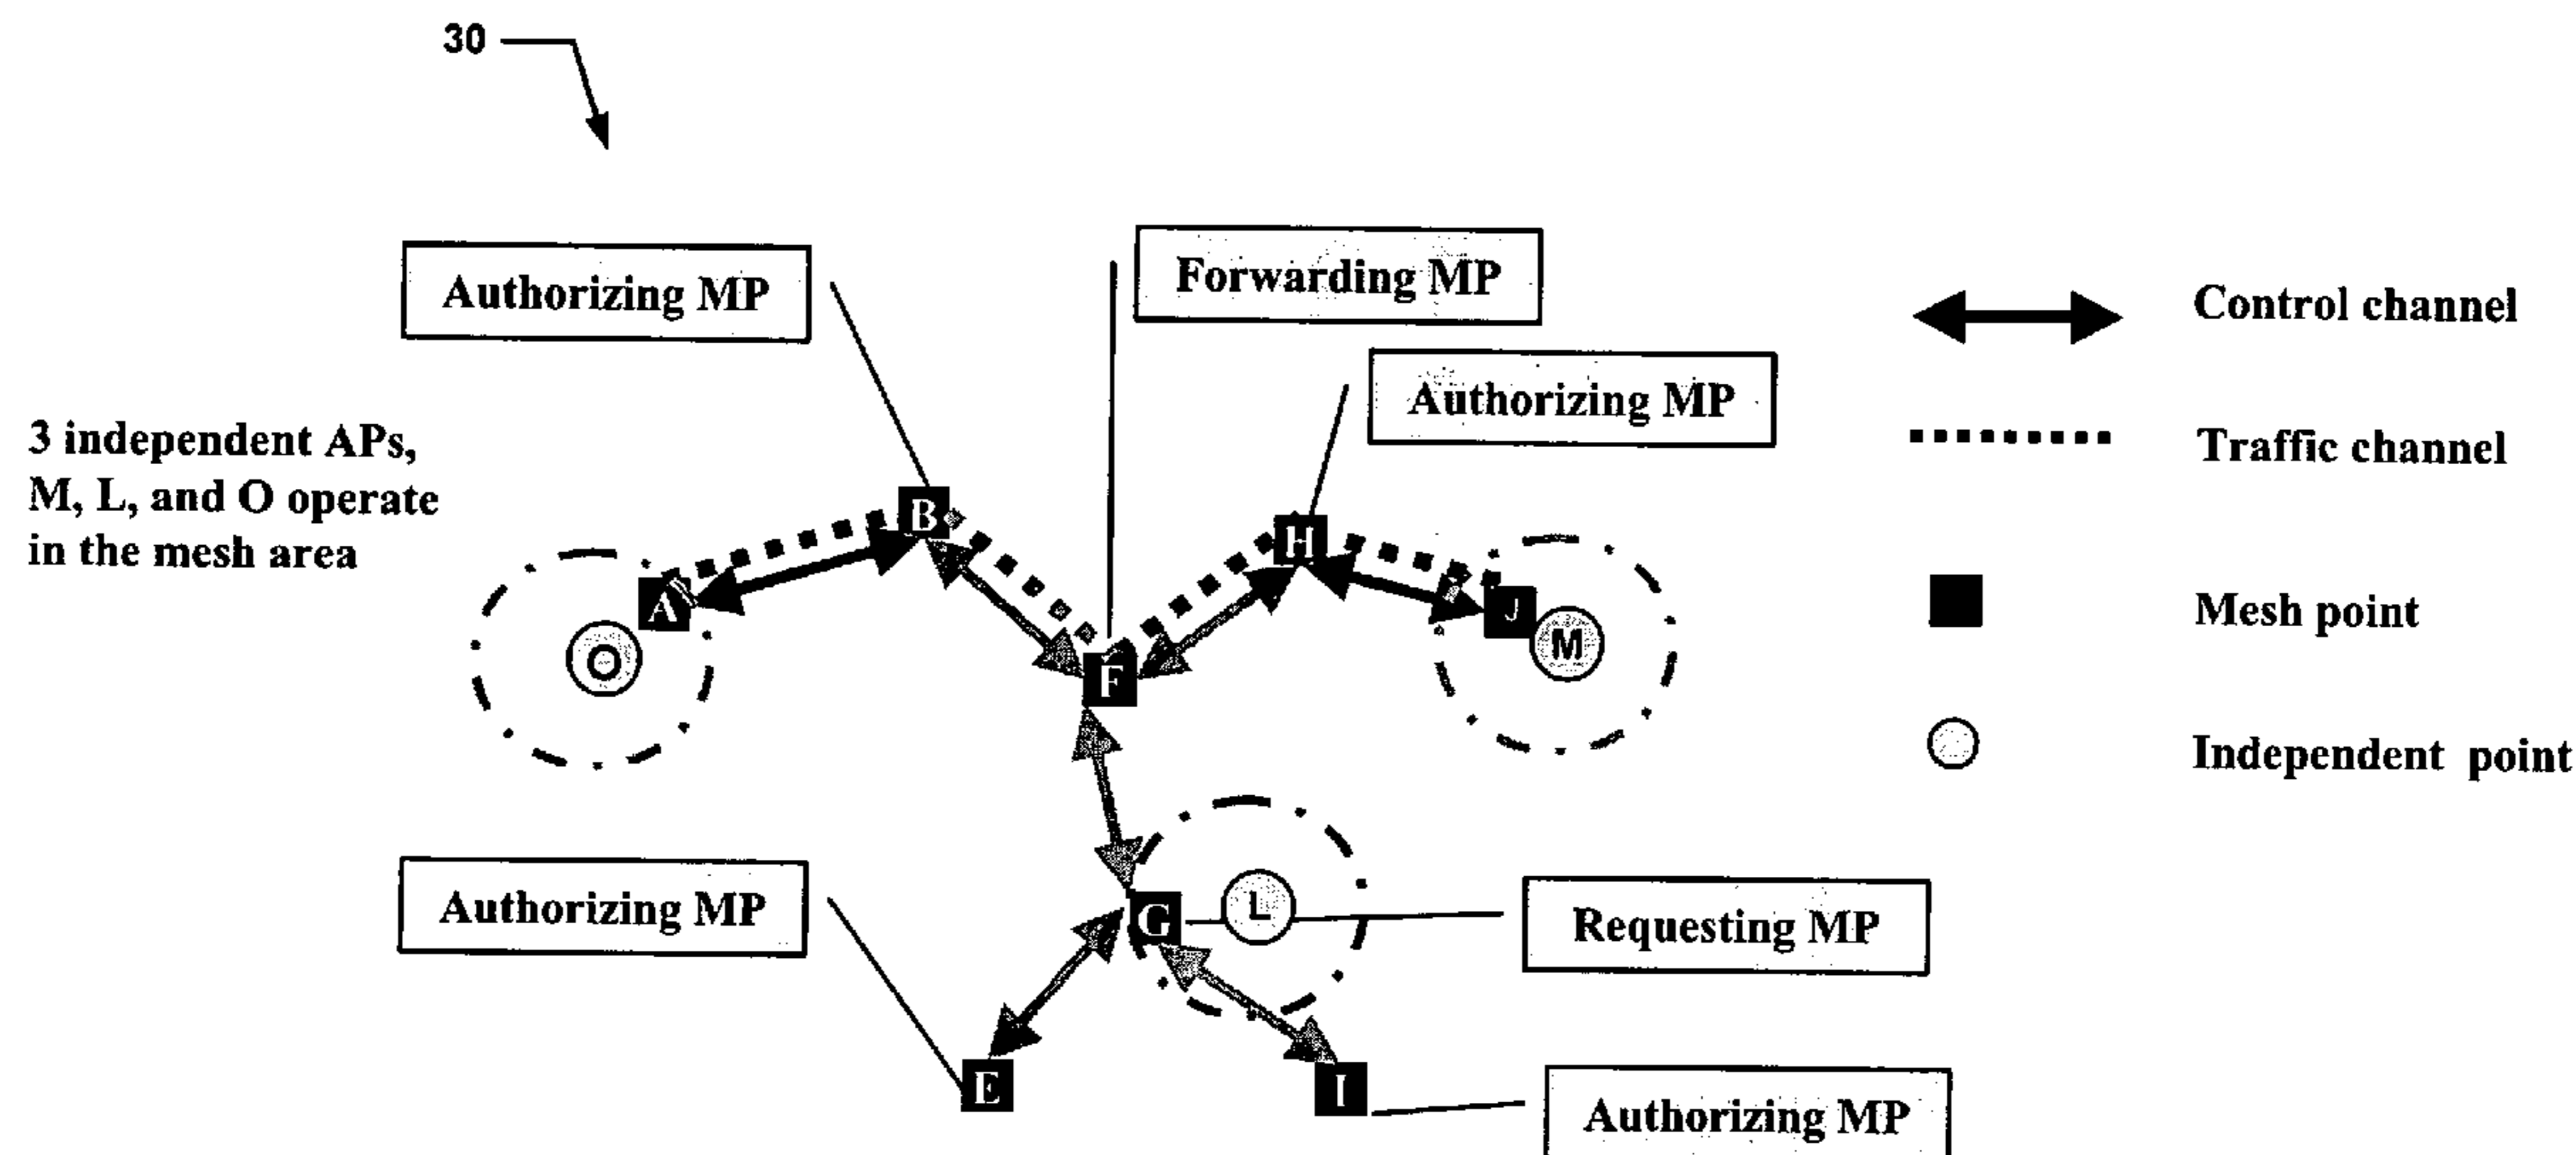 30
Authorizing MP
Forwarding MP
Authorizing MP
Control channel
Traffic channel
Mesh point
Independent point
3 independent APs,
M, L, and O operate
in the mesh area
B
H
A
J
O
M
F
G
L
Authorizing MP
Requesting MP
E
I
Authorizing MP